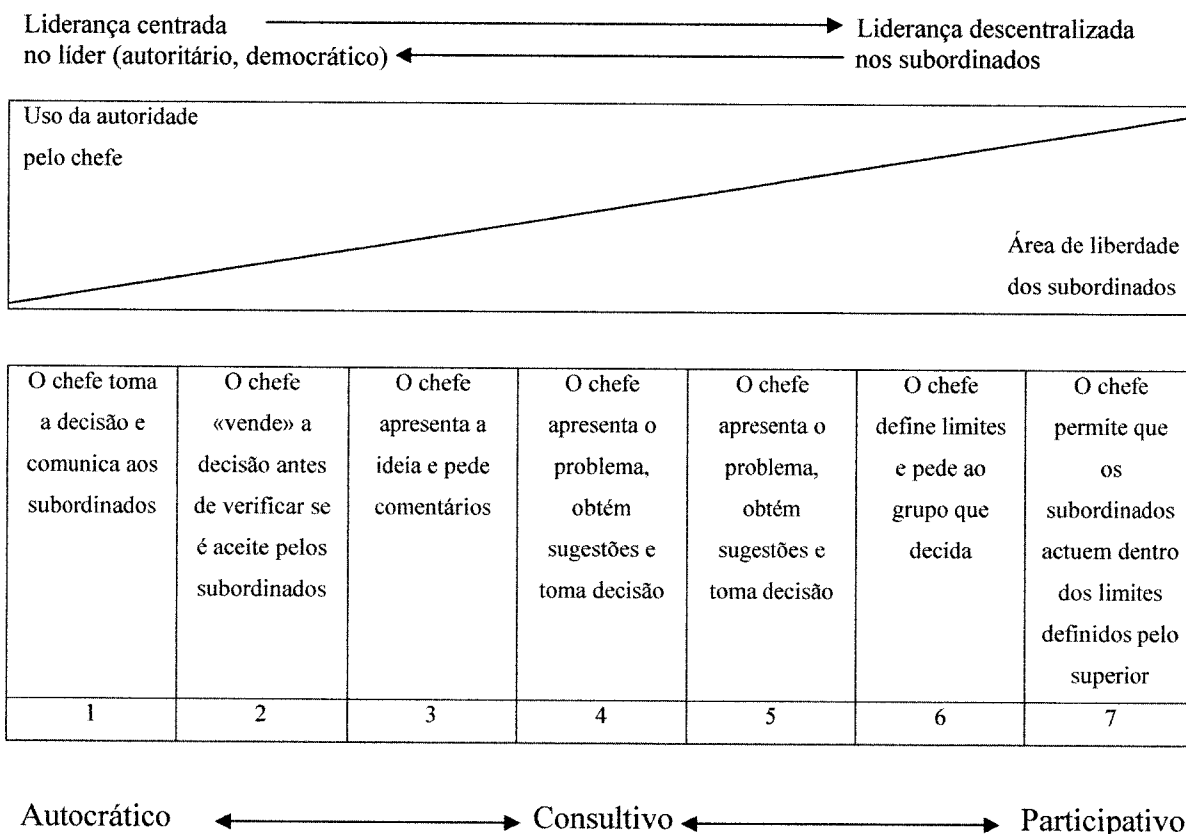 Liderança centrada
no líder (autoritário, democrático)
Liderança descentralizada
nos subordinados
Uso da autoridade
pelo chefe
Área de liberdade
dos subordinados
O chefe toma
a decisão e
comunica aos
subordinados
O chefe
«vende» a
decisão antes
de verificar se
é aceite pelos
subordinados
O chefe
apresenta a
ideia e pede
comentários
O chefe
apresenta o
problema,
obtém
sugestões e
toma decisão
O chefe
apresenta o
problema,
obtém
sugestões e
toma decisão
O chefe
define limites
e pede ao
grupo que
decida
O chefe
permite que
os
subordinados
actuem dentro
dos limites
definidos pelo
superior
1
2
3
4
5
6
7
Autocrático
Consultivo
Participativo